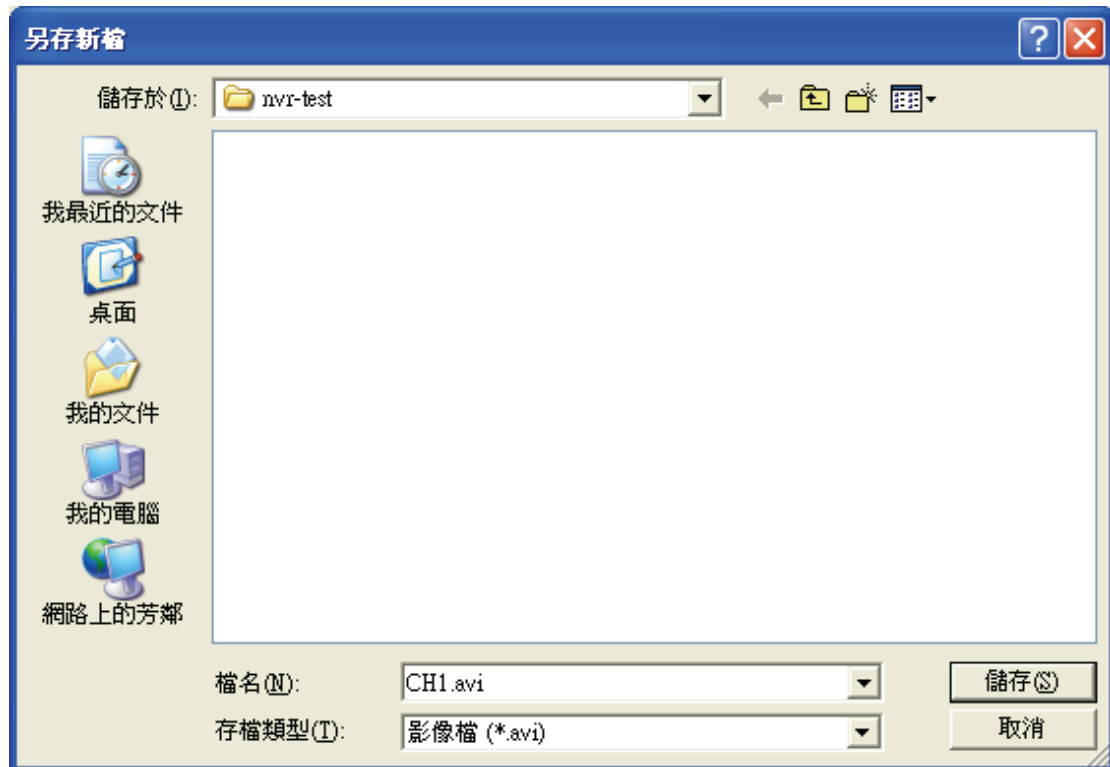 另存新檔
儲存於(I):
nvr-test
我最近的文件
桌面
我的文件
我的電腦
網路上的芳鄰
檔名(N):
CH1.avi
儲存(S)
存檔類型(T):
影像檔 (*.avi)
取消